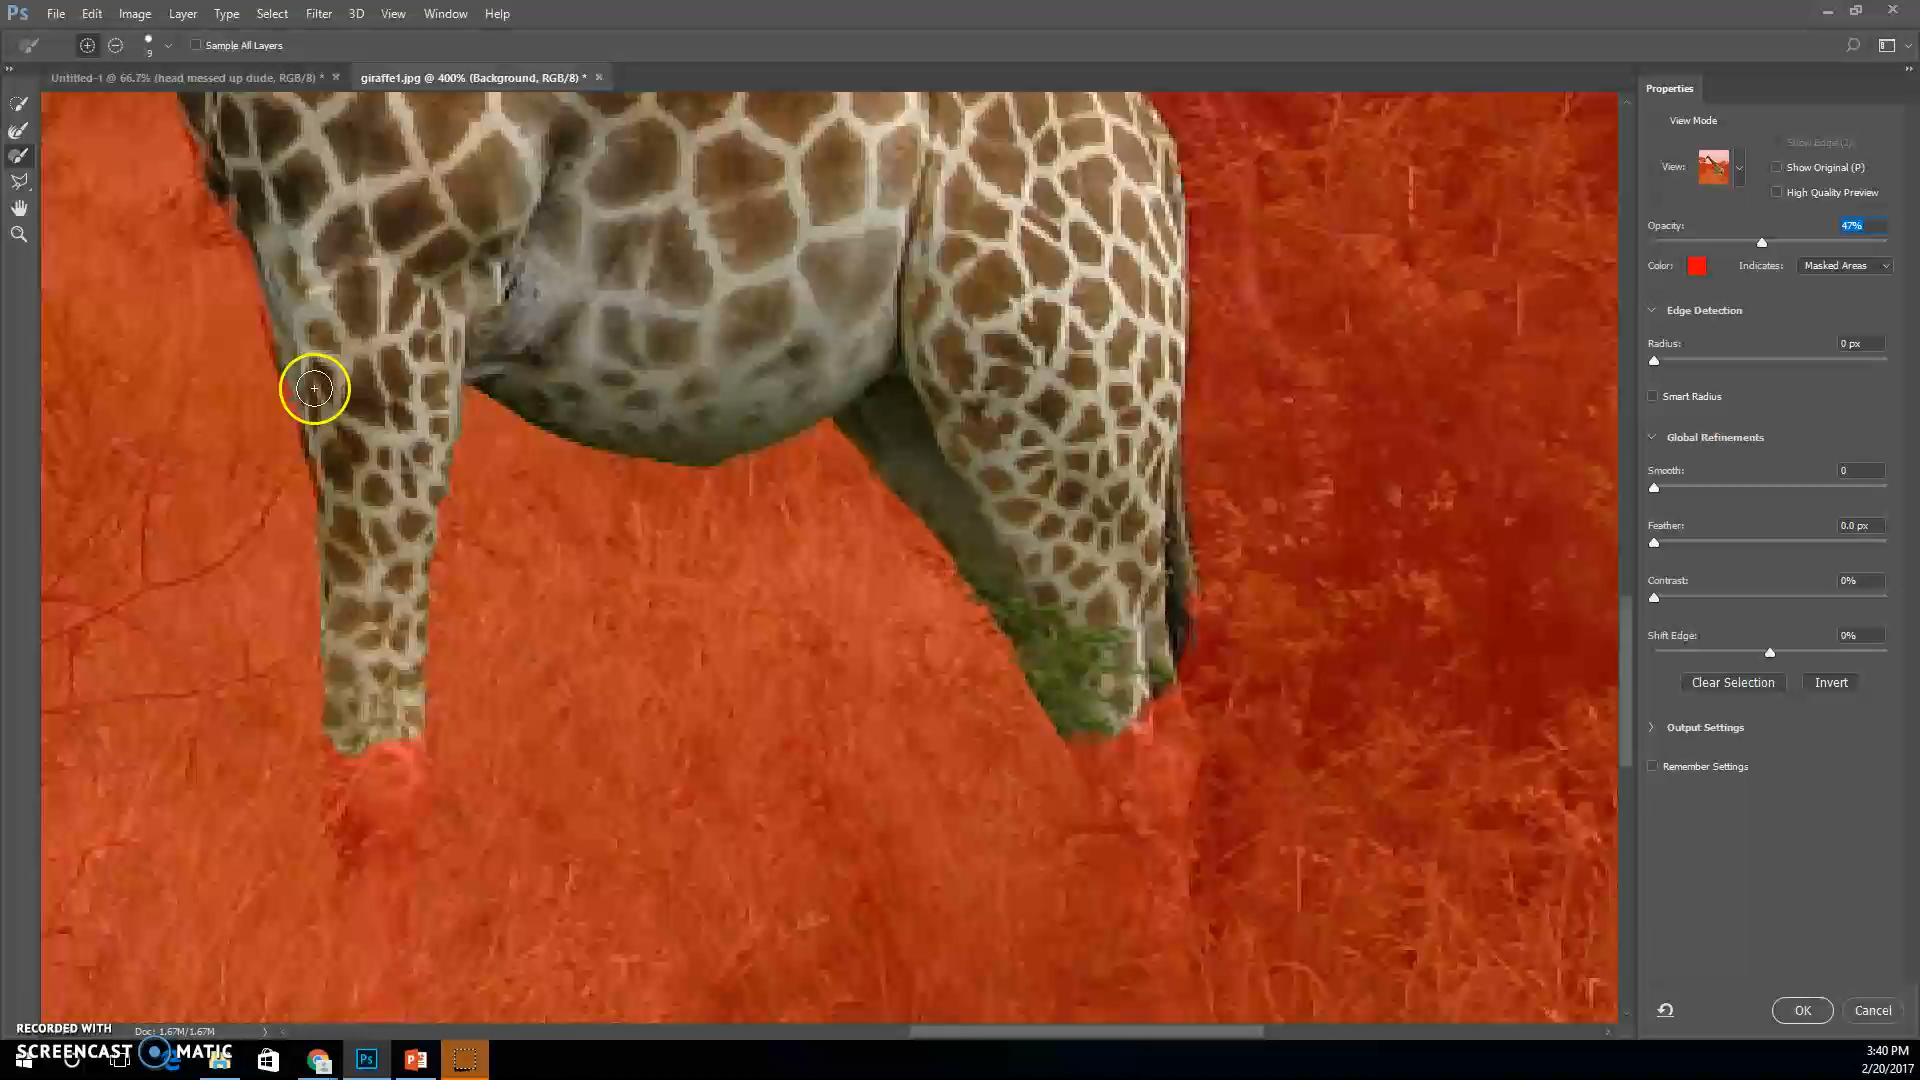 Ps File Edit Image Layer Type Select Filter 3D View Window Help
9 Sample All Layers
Untitled-1 @ 66.7% (head messed up dude, RGB/8) * giraffe1.jpg @ 400% (Background, RGB/8) *
Properties
View Mode
Show Edge (J)
View: Show Original (P)
High Quality Preview
Opacity: 47%
Color: Indicates: Masked Areas
Edge Detection
Radius: 0 px
Smart Radius
Global Refinements
Smooth: 0
Feather: 0.0 px
Contrast: 0%
Shift Edge: 0%
Clear Selection Invert
Output Settings
Remember Settings
OK Cancel
RECORDED WITH Doc: 1.67M/1.67M
SCREENCAST MATIC
Ps
3:40 PM
2/20/2017